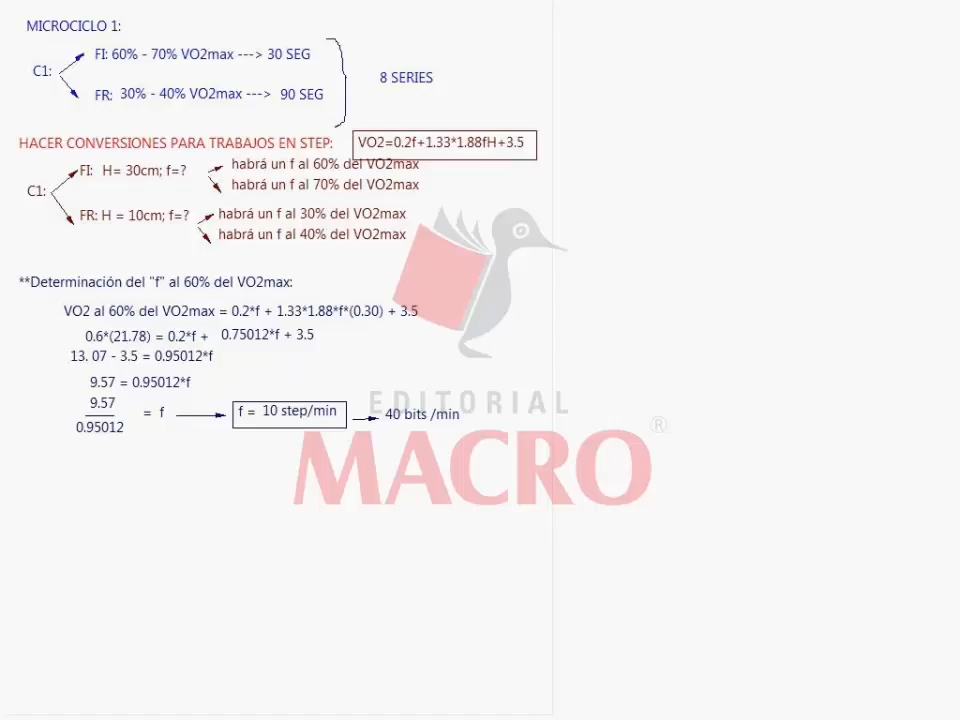 MICROCICLO 1:
C1:
FI: 60% - 70% VO2max ---> 30 SEG
FR: 30% - 40% VO2max ---> 90 SEG
8 SERIES
HACER CONVERSIONES PARA TRABAJOS EN STEP:
VO2=0.2f+1.33*1.88fH+3.5
C1:
FI: H= 30cm; f=?
habrá un f al 60% del VO2max
habrá un f al 70% del VO2max
FR: H = 10cm; f=?
habrá un f al 30% del VO2max
habrá un f al 40% del VO2max
**Determinación del "f" al 60% del VO2max:
VO2 al 60% del VO2max = 0.2*f + 1.33*1.88*f*(0.30) + 3.5
0.6*(21.78) = 0.2*f + 0.75012*f + 3.5
13. 07 - 3.5 = 0.95012*f
9.57 = 0.95012*f
9.57
0.95012
= f
f = 10 step/min
40 bits /min
EDITORIAL
MACRO®